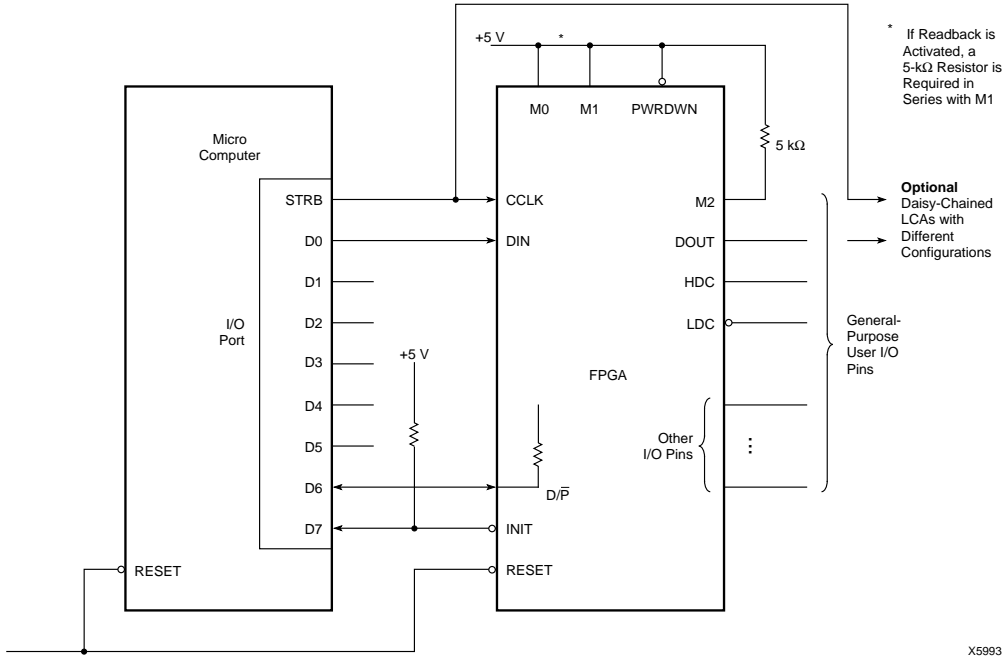 +5 V
*
M0
M1
PWRDWN
5 kΩ
* If Readback is
Activated, a
5-kΩ Resistor is
Required in
Series with M1
Micro
Computer
STRB
D0
D1
D2
D3
D4
D5
D6
D7
I/O
Port
RESET
+5 V
CCLK
DIN
D/P̅
INIT
RESET
FPGA
M2
DOUT
HDC
LDC
Other
I/O Pins
...
General-
Purpose
User I/O
Pins
Optional
Daisy-Chained
LCAs with
Different
Configurations
X5993